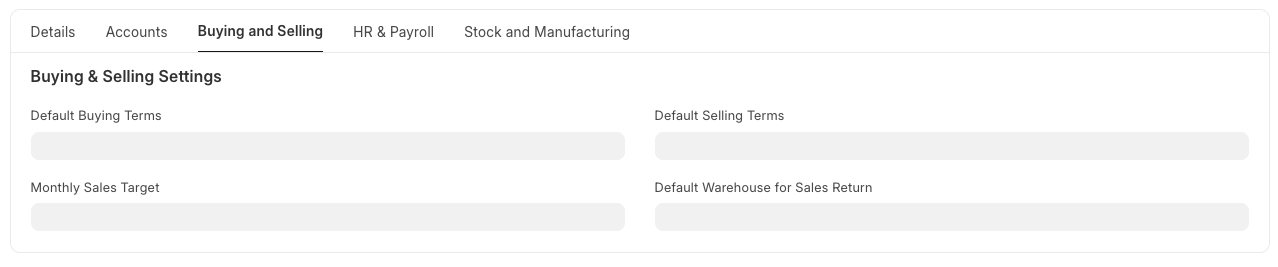 Details Accounts Buying and Selling HR & Payroll Stock and Manufacturing
Buying & Selling Settings
Default Buying Terms Default Selling Terms
Monthly Sales Target Default Warehouse for Sales Return